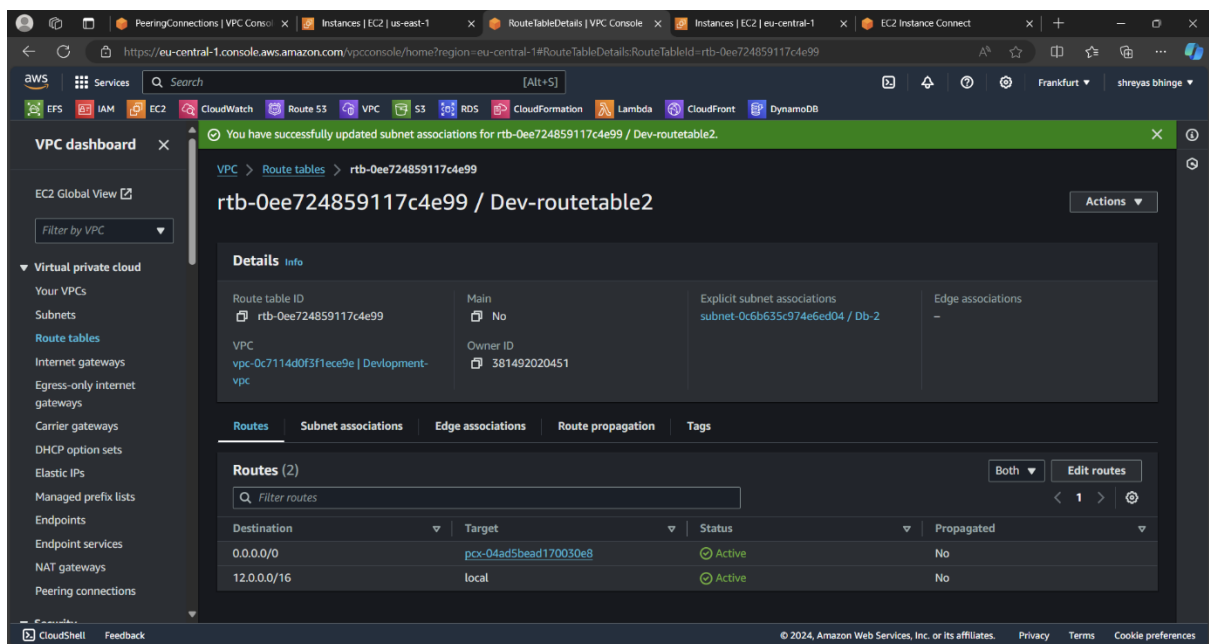 PeeringConnections | VPC Consol
Instances | EC2 | us-east-1
RouteTableDetails | VPC Console
Instances | EC2 | eu-central-1
EC2 Instance Connect
https://eu-central-1.console.aws.amazon.com/vpcconsole/home?region=eu-central-1#RouteTableDetails:RouteTableId=rtb-0ee724859117c4e99
aws
Services
Search
[Alt+S]
Frankfurt
shreyas bhinge
EFS
IAM
EC2
CloudWatch
Route 53
VPC
S3
RDS
CloudFormation
Lambda
CloudFront
DynamoDB
VPC dashboard
EC2 Global View
Filter by VPC
Virtual private cloud
Your VPCs
Subnets
Route tables
Internet gateways
Egress-only internet
gateways
Carrier gateways
DHCP option sets
Elastic IPs
Managed prefix lists
Endpoints
Endpoint services
NAT gateways
Peering connections
Security
You have successfully updated subnet associations for rtb-0ee724859117c4e99 / Dev-routetable2.
VPC > Route tables > rtb-0ee724859117c4e99
rtb-0ee724859117c4e99 / Dev-routetable2
Actions
Details Info
Route table ID
rtb-0ee724859117c4e99
Main
No
Explicit subnet associations
subnet-0c6b635c974e6ed04 / Db-2
Edge associations
–
VPC
vpc-0c7114d0f3f1ece9e | Devlopment-
vpc
Owner ID
381492020451
Routes
Subnet associations
Edge associations
Route propagation
Tags
Routes (2)
Both
Edit routes
Filter routes
1
Destination
Target
Status
Propagated
0.0.0.0/0
pcx-04ad5bead170030e8
Active
No
12.0.0.0/16
local
Active
No
CloudShell
Feedback
© 2024, Amazon Web Services, Inc. or its affiliates.
Privacy
Terms
Cookie preferences